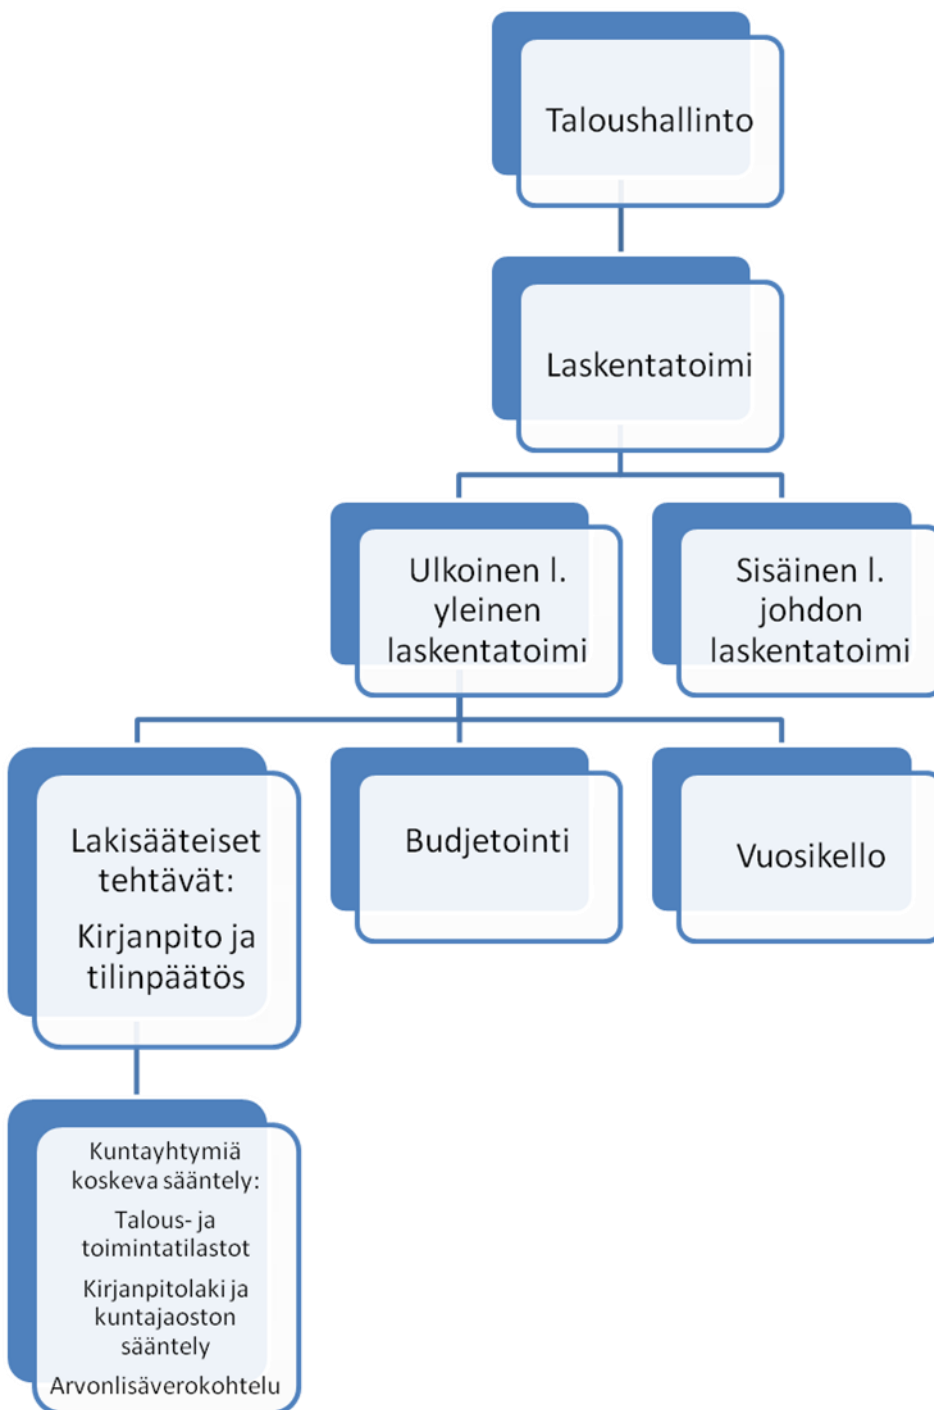 Taloushallinto
Laskentatoimi
Ulkoinen l.
yleinen
laskentatoimi
Sisäinen l.
johdon
laskentatoimi
Lakisääteiset
tehtävät:
Kirjanpito ja
tilinpäätös
Budjetointi
Vuosikello
Kuntayhtymiä
koskeva sääntely:
Talous- ja
toimintatilastot
Kirjanpitolaki ja
kuntajaoston
sääntely
Arvonlisäverokohtelu